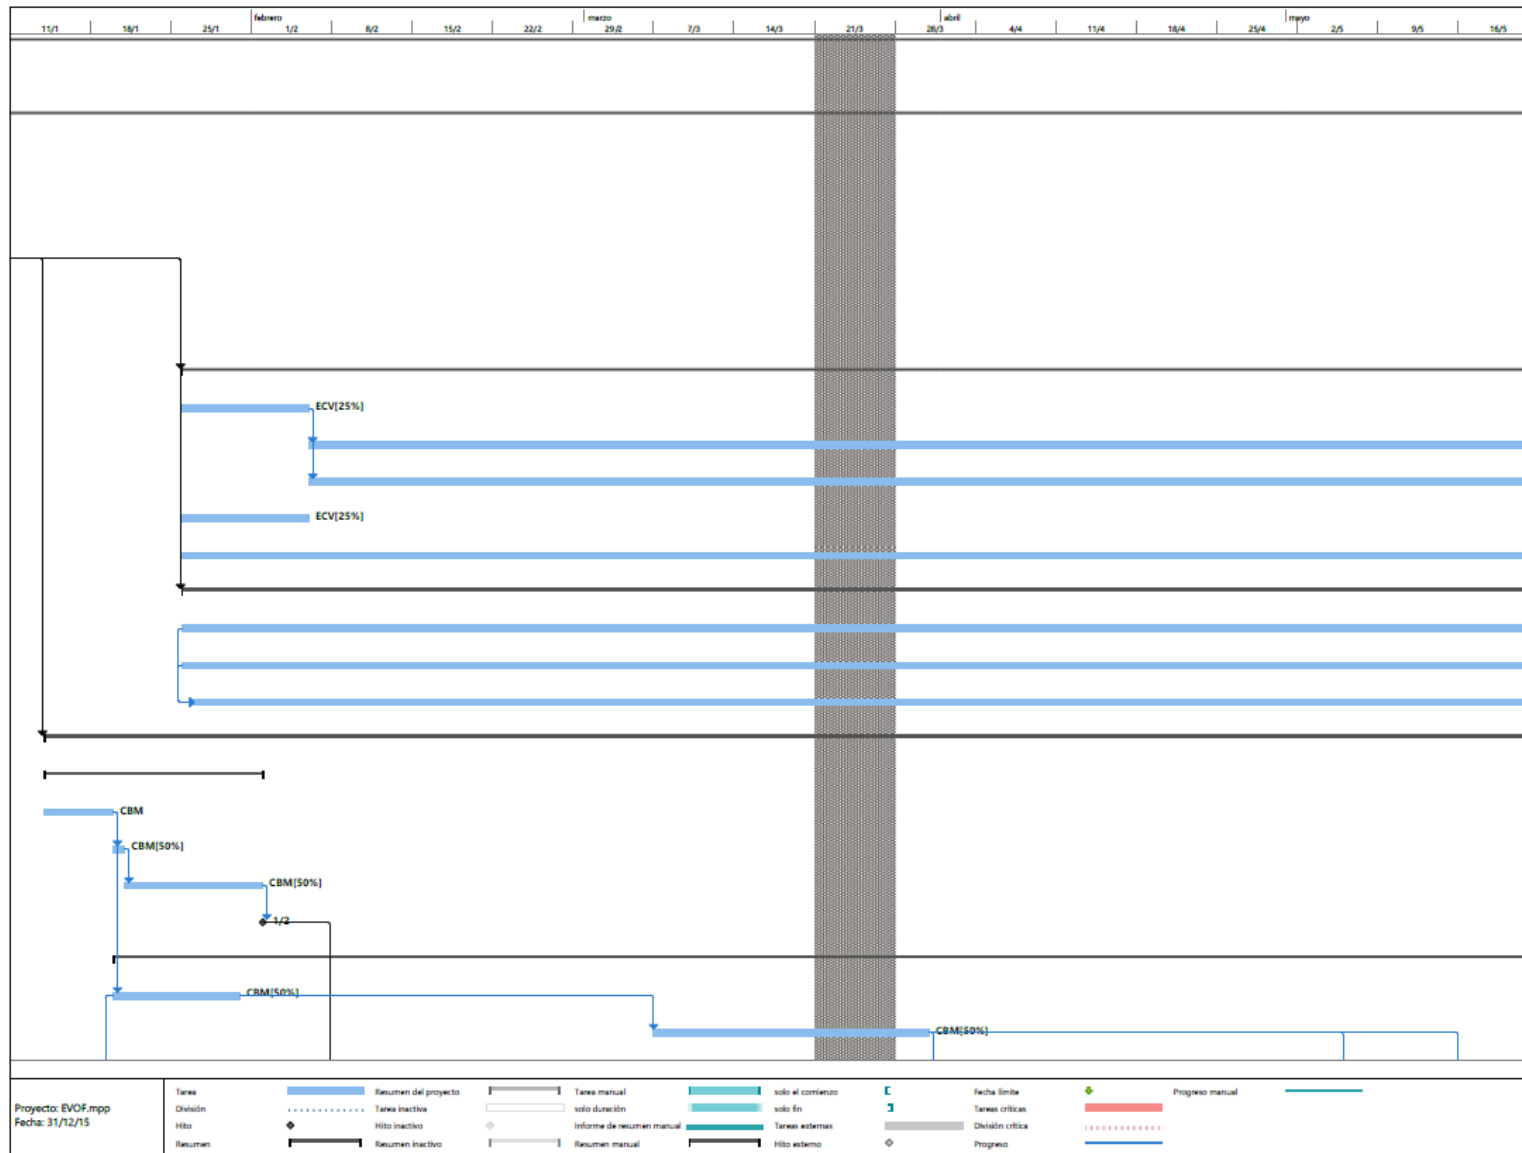 febrero marzo abril mayo
11/1 18/1 25/1 1/2 8/2 15/2 22/2 29/2 7/3 14/3 21/3 28/3 4/4 11/4 18/4 25/4 2/5 9/5 16/5
ECV[25%]
ECV[25%]
CBM
CBM[50%]
CBM[50%]
1/2
CBM[50%]
CBM[50%]
Proyecto: EVOF.mpp
Fecha: 31/12/15
Tarea Resumen del proyecto Tarea manual solo el comienzo Fecha límite Progreso manual
División Tarea inactiva solo duración solo fin Tareas críticas
Hito Hito inactivo Informe de resumen manual Tareas externas División crítica
Resumen Resumen inactivo Resumen manual Hito externo Progreso